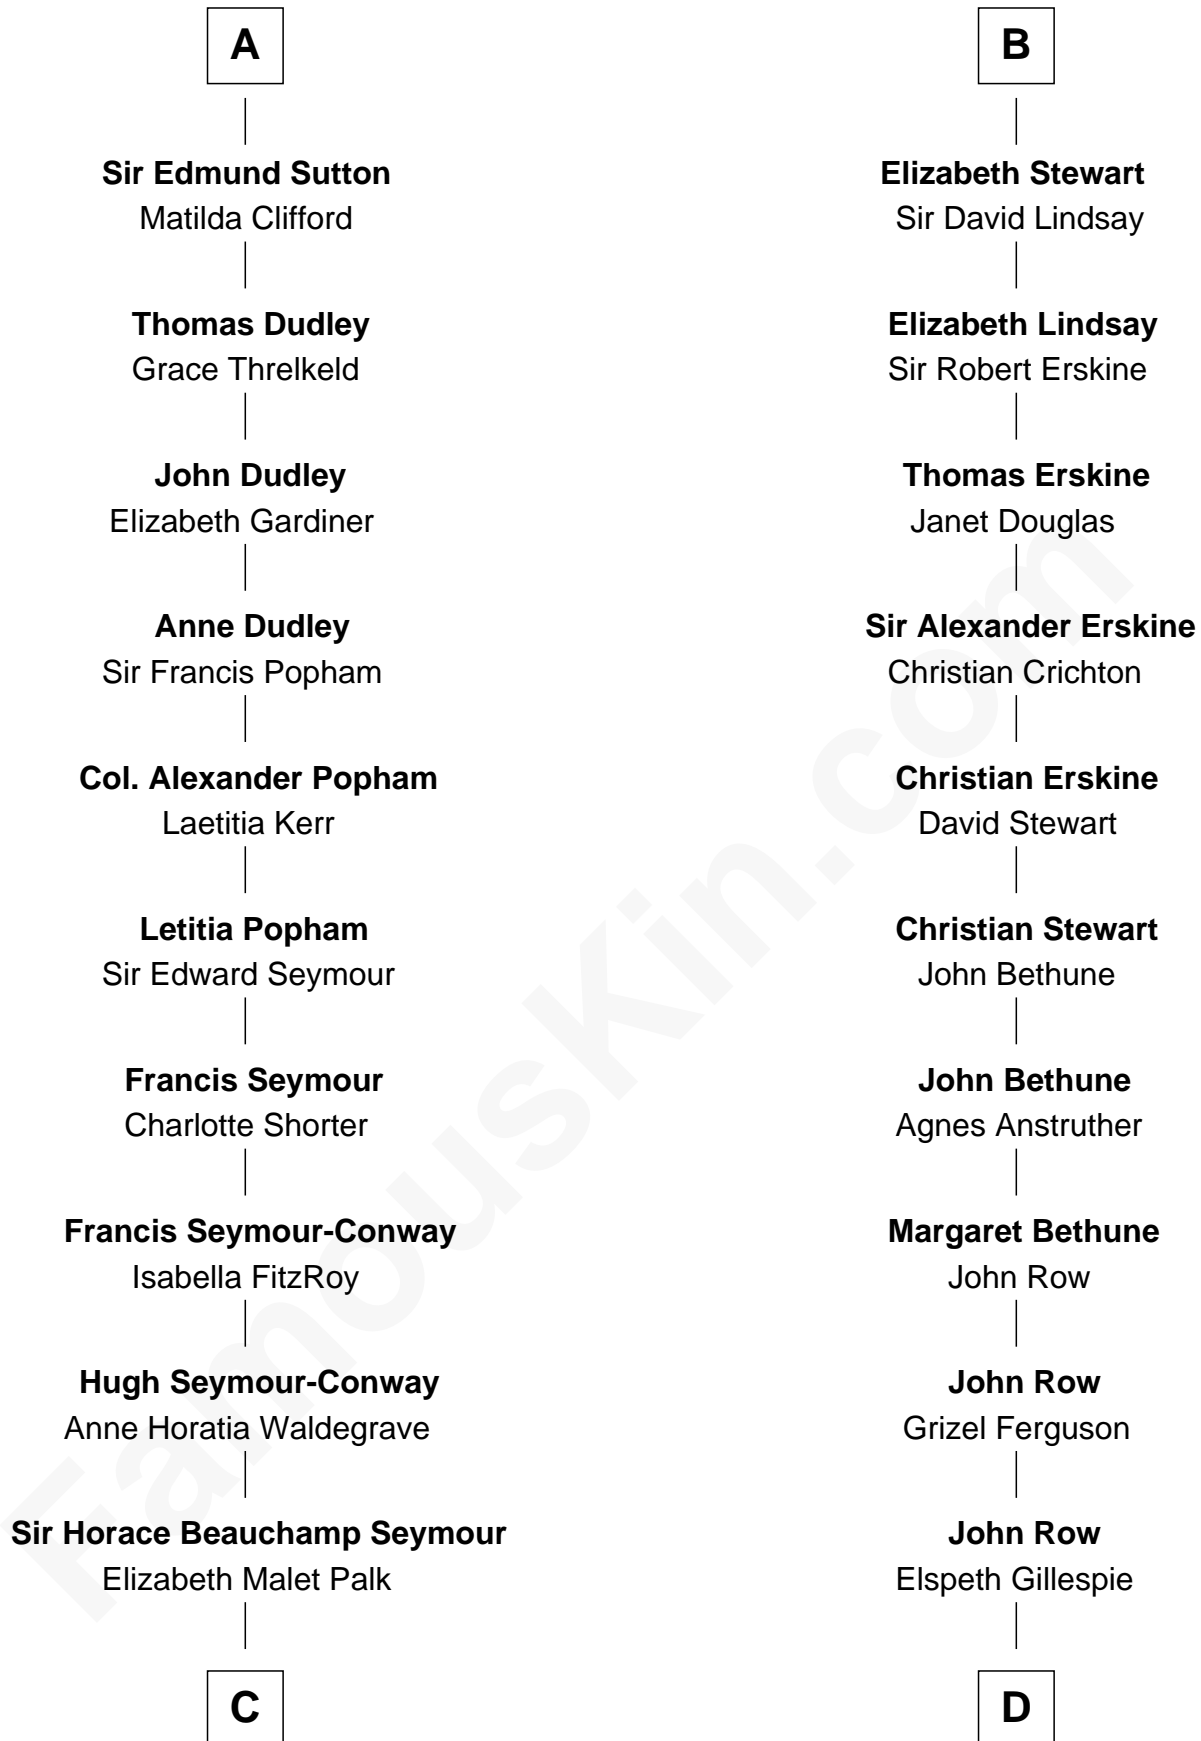 A
Sir Edmund Sutton
Matilda Clifford
Thomas Dudley
Grace Threlkeld
John Dudley
Elizabeth Gardiner
Anne Dudley
Sir Francis Popham
Col. Alexander Popham
Laetitia Kerr
Letitia Popham
Sir Edward Seymour
Francis Seymour
Charlotte Shorter
Francis Seymour-Conway
Isabella FitzRoy
Hugh Seymour-Conway
Anne Horatia Waldegrave
Sir Horace Beauchamp Seymour
Elizabeth Malet Palk
C
B
Elizabeth Stewart
Sir David Lindsay
Elizabeth Lindsay
Sir Robert Erskine
Thomas Erskine
Janet Douglas
Sir Alexander Erskine
Christian Crichton
Christian Erskine
David Stewart
Christian Stewart
John Bethune
John Bethune
Agnes Anstruther
Margaret Bethune
John Row
John Row
Grizel Ferguson
John Row
Elspeth Gillespie
D
FamousKin.com